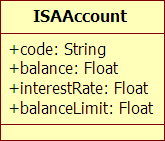 ISAAccount
+code: String
+balance: Float
+interestRate: Float
+balanceLimit: Float